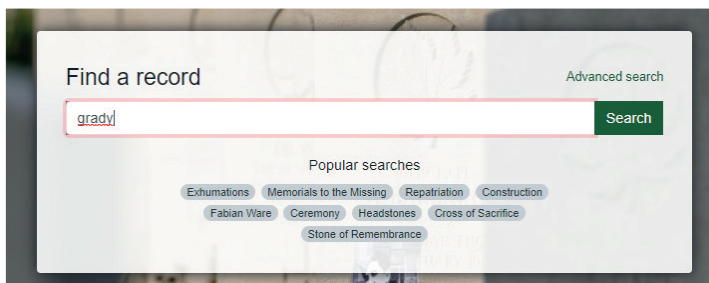 Find a record
Advanced search
grady
Search
Popular searches
Exhumations Memorials to the Missing Repatriation Construction
Fabian Ware Ceremony Headstones Cross of Sacrifice
Stone of Remembrance